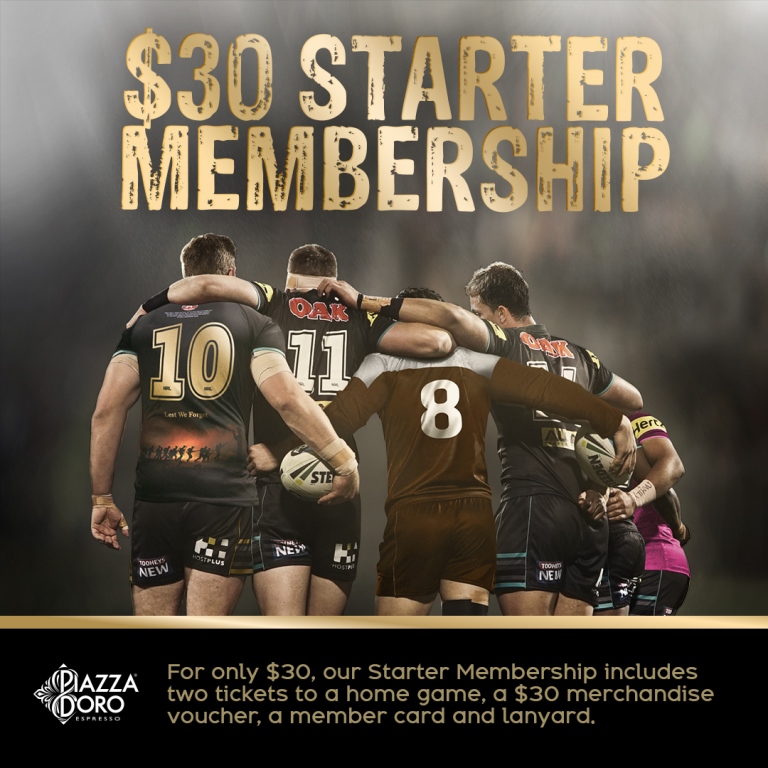 $30 STARTER
MEMBERSHIP
OAK
OAK
10
11
8
Lest We Forget
Hertz
STE
TOOHEYS
NEW
HOSTPLUS
NEW
HOSTPLUS
TOOHEYS
NEW
PIAZZA
D'ORO
ESPRESSO
For only $30, our Starter Membership includes
two tickets to a home game, a $30 merchandise
voucher, a member card and lanyard.